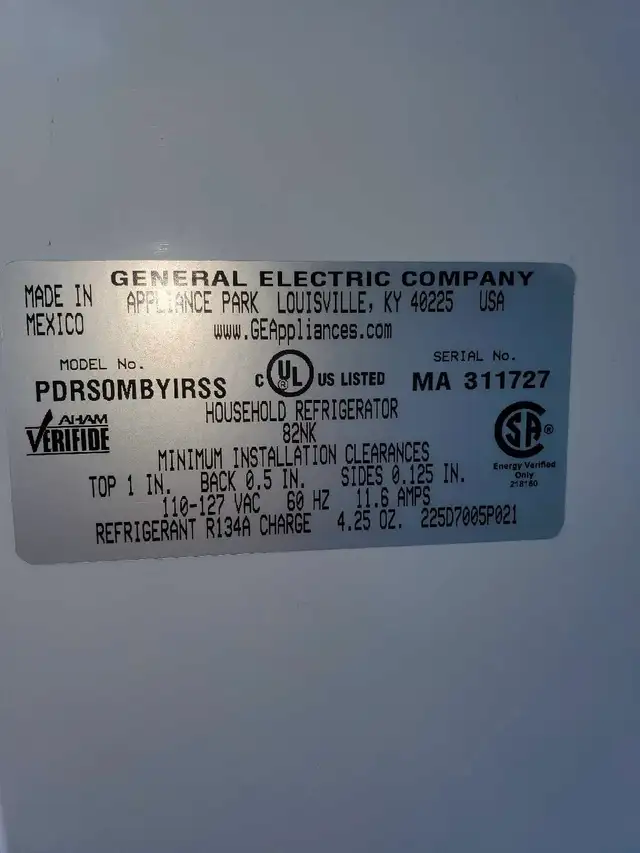 GENERAL ELECTRIC COMPANY
MADE IN
MEXICO
APPLIANCE PARK LOUISVILLE, KY 40225 USA
www.GEAppliances.com
MODEL No.
PDRS0MBYIRSS
C UL ® US LISTED
SERIAL No.
MA 311727
AHAM
VERIFIDE
HOUSEHOLD REFRIGERATOR
82NK
MINIMUM INSTALLATION CLEARANCES
TOP 1 IN. BACK 0.5 IN. SIDES 0.125 IN.
110-127 VAC 60 HZ 11.6 AMPS
REFRIGERANT R134A CHARGE 4.25 OZ. 225D7005P021
CSA ®
Energy Verified
Only
218180